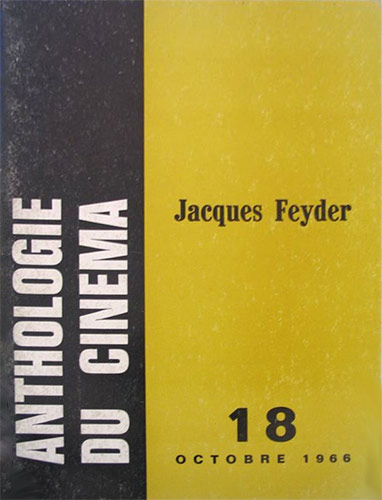 ANTHOLOGIE
DU CINEMA
Jacques Feyder
18
OCTOBRE 1966